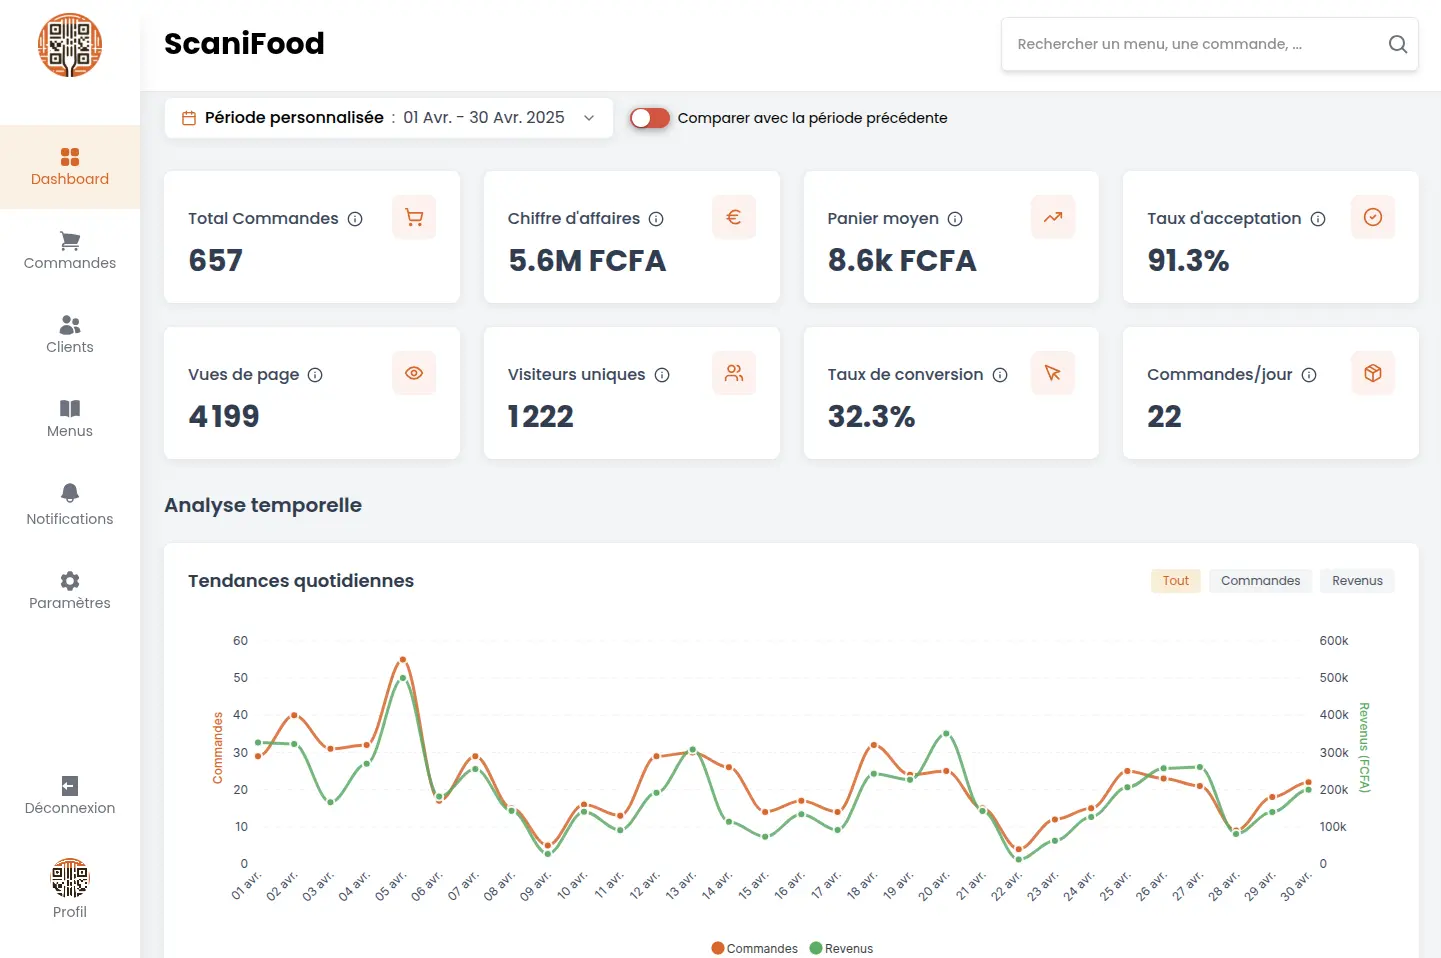 ScaniFood
Rechercher un menu, une commande, ...
Dashboard
Commandes
Clients
Menus
Notifications
Paramètres
Déconnexion
Profil
Période personnalisée : 01 Avr. - 30 Avr. 2025
Comparer avec la période précédente
Total Commandes
657
Chiffre d'affaires
€
5.6M FCFA
Panier moyen
8.6k FCFA
Taux d'acceptation
91.3%
Vues de page
4 199
Visiteurs uniques
1 222
Taux de conversion
32.3%
Commandes/jour
22
Analyse temporelle
Tendances quotidiennes
Tout
Commandes
Revenus
60
50
40
30
20
10
0
Commandes
600k
500k
400k
300k
200k
100k
0
Revenus (FCFA)
01 avr.
02 avr.
03 avr.
04 avr.
05 avr.
06 avr.
07 avr.
08 avr.
09 avr.
10 avr.
11 avr.
12 avr.
13 avr.
14 avr.
15 avr.
16 avr.
17 avr.
18 avr.
19 avr.
20 avr.
21 avr.
22 avr.
23 avr.
24 avr.
25 avr.
26 avr.
27 avr.
28 avr.
29 avr.
30 avr.
Commandes
Revenus